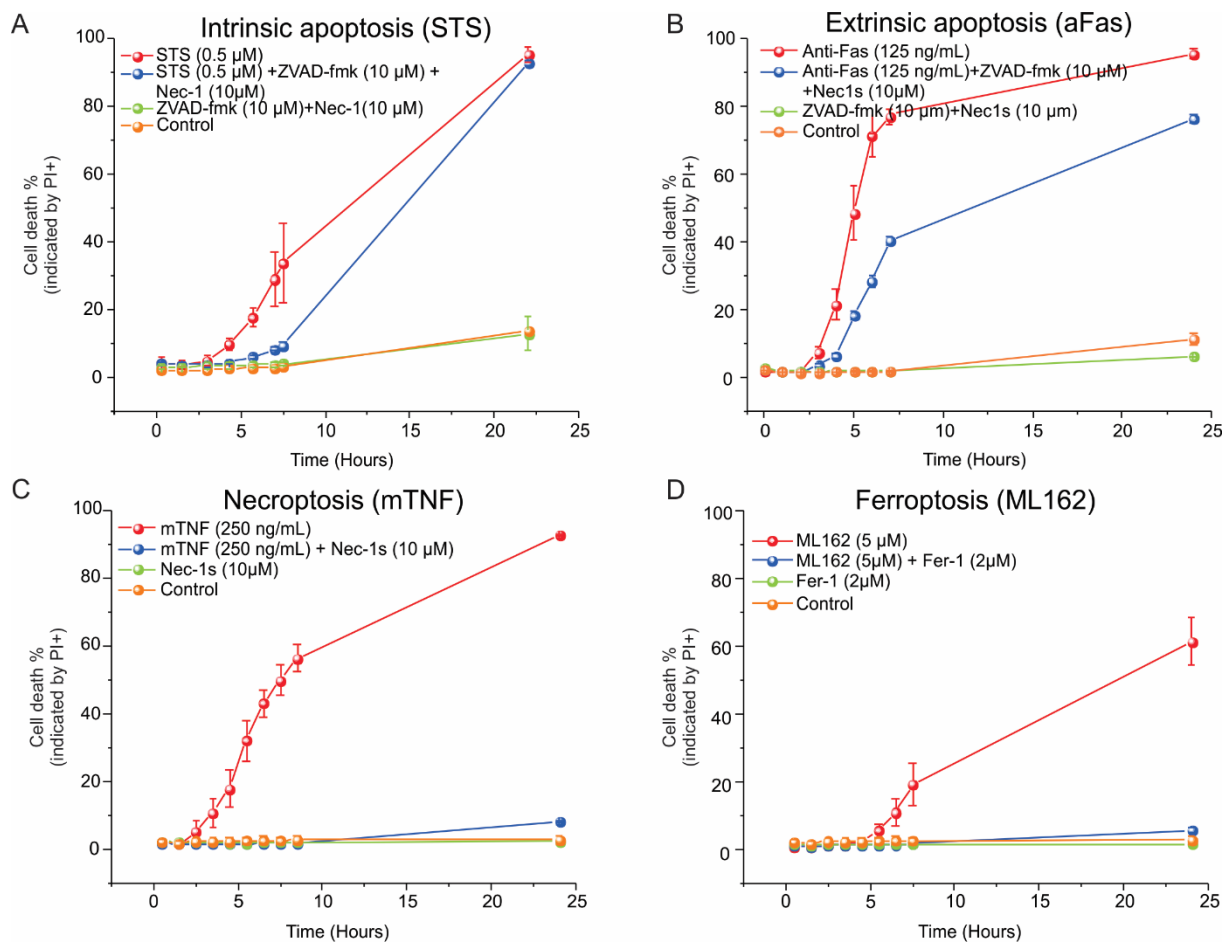 A
Intrinsic apoptosis (STS)
STS (0.5 µM)
STS (0.5 µM) +ZVAD-fmk (10 µM) +
Nec-1 (10µM)
ZVAD-fmk (10 µM)+Nec-1(10 µM)
Control
100
80
60
40
20
0
Cell death %
(indicated by PI+)
0 5 10 15 20 25
Time (Hours)
B
Extrinsic apoptosis (aFas)
Anti-Fas (125 ng/mL)
Anti-Fas (125 ng/mL)+ZVAD-fmk (10 µM)
+Nec1s (10µM)
ZVAD-fmk (10 µm)+Nec1s (10 µm)
Control
100
80
60
40
20
0
Cell death %
(indicated by PI+)
0 5 10 15 20 25
Time (Hours)
C
Necroptosis (mTNF)
mTNF (250 ng/mL)
mTNF (250 ng/mL) + Nec-1s (10 µM)
Nec-1s (10µM)
Control
100
80
60
40
20
0
Cell death %
(indicated by PI+)
0 5 10 15 20 25
Time (Hours)
D
Ferroptosis (ML162)
ML162 (5 µM)
ML162 (5µM) + Fer-1 (2µM)
Fer-1 (2µM)
Control
100
80
60
40
20
0
Cell death %
(indicated by PI+)
0 5 10 15 20 25
Time (Hours)